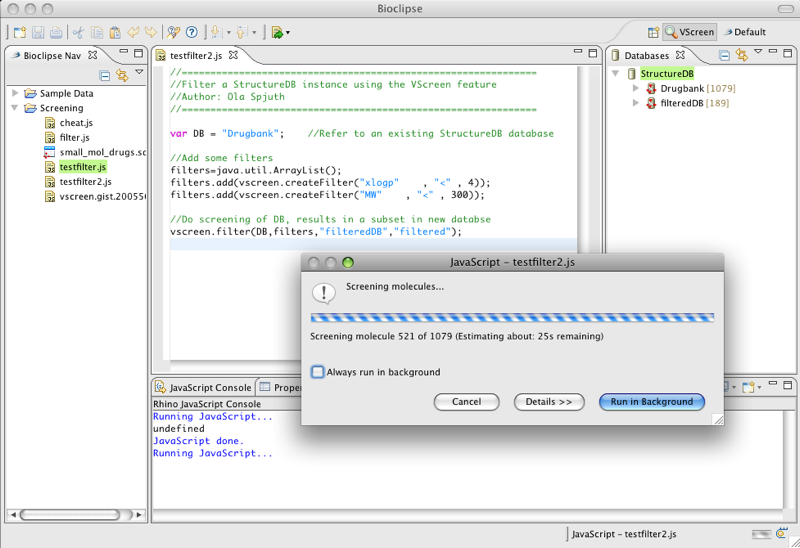 Bioclipse
VScreen
Default
Bioclipse Nav
Sample Data
Screening
cheat.js
filter.js
small_mol_drugs.sd
testfilter.js
testfilter2.js
vscreen.gist.200556
testfilter2.js
//===========================================================
//Filter a StructureDB instance using the VScreen feature
//Author: Ola Spjuth
//===========================================================
var DB = "Drugbank";    //Refer to an existing StructureDB database
//Add some filters
filters=java.util.ArrayList();
filters.add(vscreen.createFilter("xlogp"    , "<" , 4));
filters.add(vscreen.createFilter("MW"    , "<" , 300));
//Do screening of DB, results in a subset in new databse
vscreen.filter(DB,filters,"filteredDB","filtered");
Databases
StructureDB
Drugbank [1079]
filteredDB [189]
JavaScript – testfilter2.js
Screening molecules...
Screening molecule 521 of 1079 (Estimating about: 25s remaining)
Always run in background
Cancel
Details >>
Run in Background
JavaScript Console
Proper
Rhino JavaScript Console
Running JavaScript...
undefined
JavaScript done.
Running JavaScript...
JavaScript – testfilter2.js